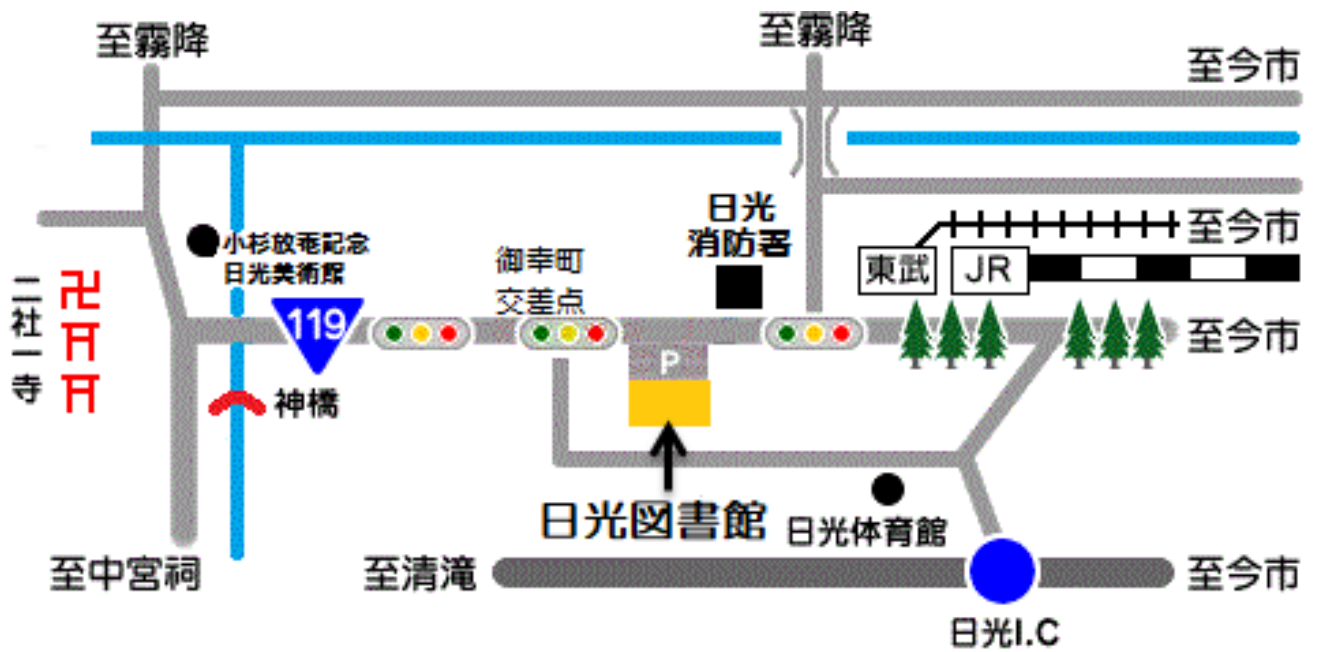 至霧降
至霧降
至今市
日光
消防署
至今市
小杉放菴記念
日光美術館
御幸町
交差点
東武
JR
二社一寺
119
至今市
P
神橋
日光図書館
日光体育館
至中宮祠
至清滝
至今市
日光I.C